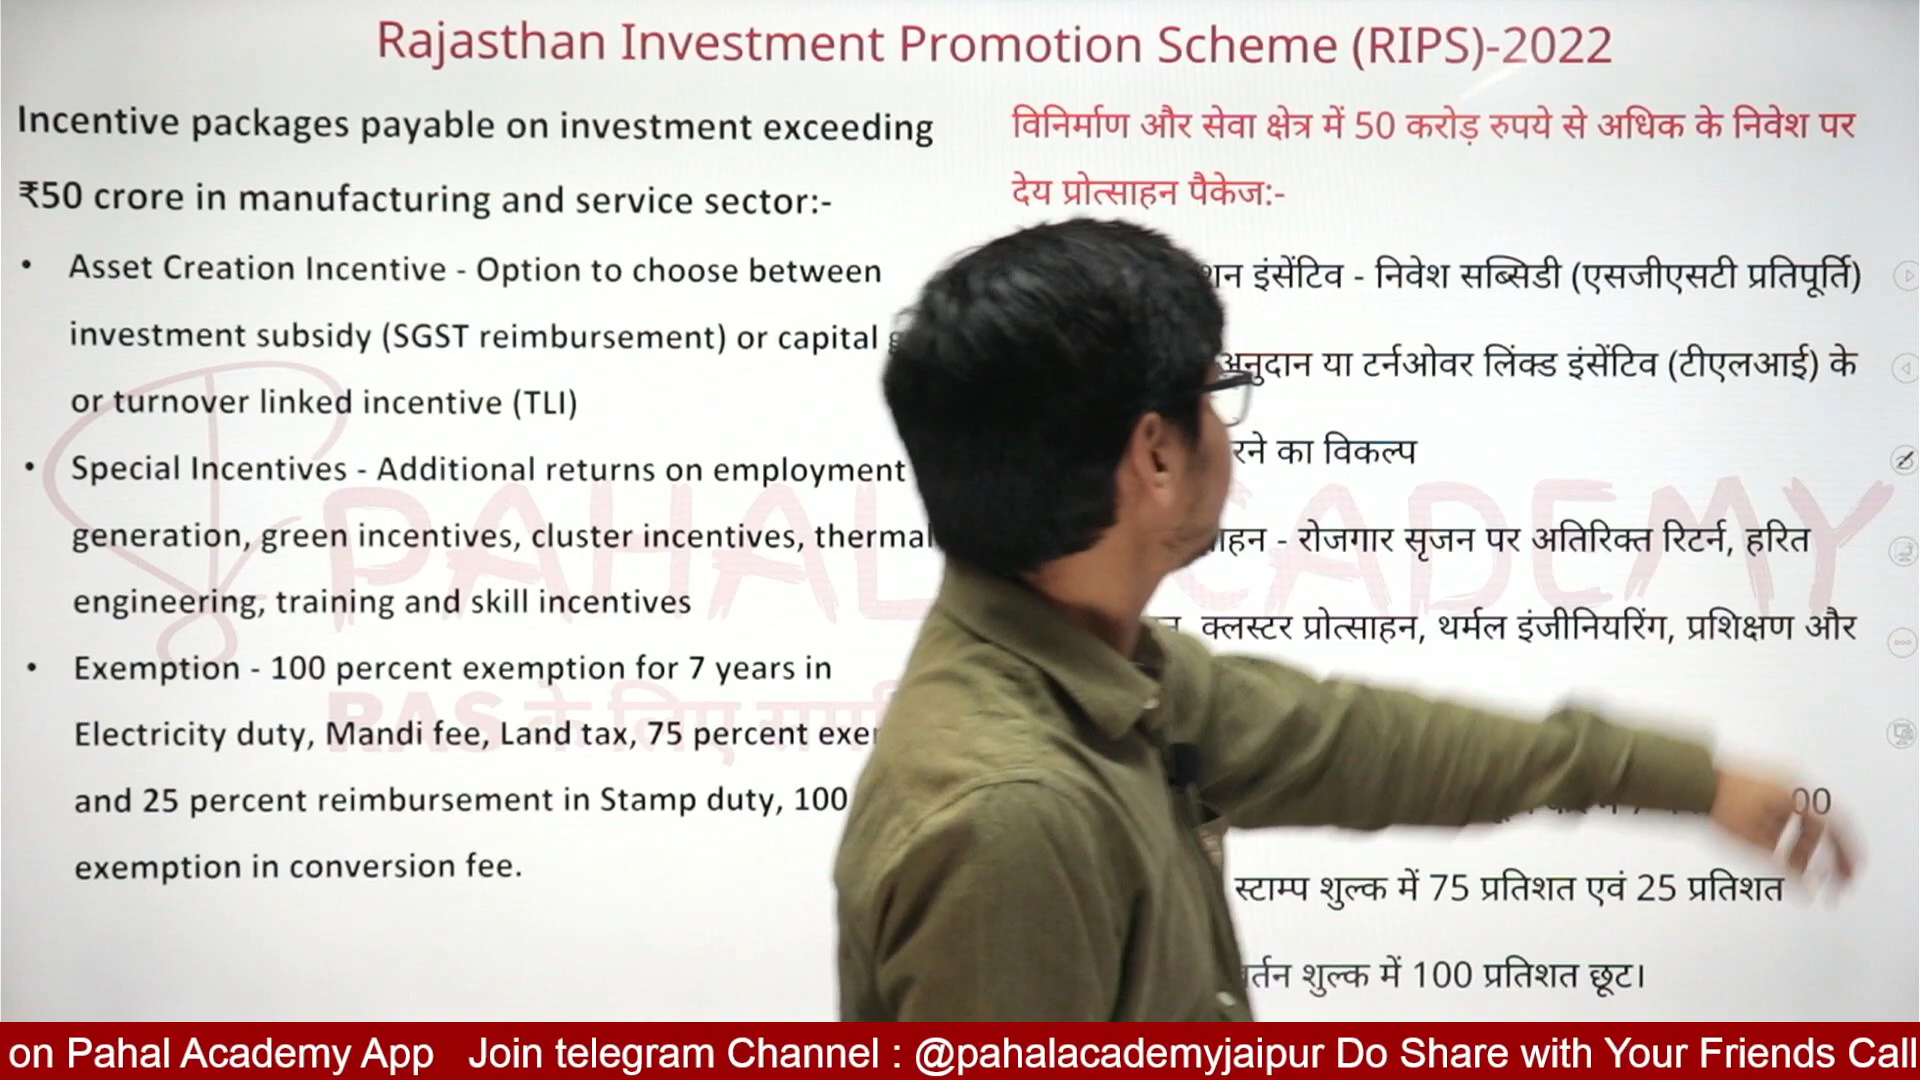 Rajasthan Investment Promotion Scheme (RIPS)-2022
Incentive packages payable on investment exceeding
₹50 crore in manufacturing and service sector:-
• Asset Creation Incentive - Option to choose between
investment subsidy (SGST reimbursement) or capital
or turnover linked incentive (TLI)
• Special Incentives - Additional returns on employment
generation, green incentives, cluster incentives, thermal
engineering, training and skill incentives
• Exemption - 100 percent exemption for 7 years in
Electricity duty, Mandi fee, Land tax, 75 percent
and 25 percent reimbursement in Stamp duty, 100
exemption in conversion fee.
विनिर्माण और सेवा क्षेत्र में 50 करोड़ रुपये से अधिक के निवेश पर
देय प्रोत्साहन पैकेज:-
इंसेंटिव - निवेश सब्सिडी (एसजीएसटी प्रतिपूर्ति)
अनुदान या टर्नओवर लिंक्ड इंसेंटिव (टीएलआई) के
का विकल्प
- रोजगार सृजन पर अतिरिक्त रिटर्न, हरित
क्लस्टर प्रोत्साहन, थर्मल इंजीनियरिंग, प्रशिक्षण और
स्टाम्प शुल्क में 75 प्रतिशत एवं 25 प्रतिशत
शुल्क में 100 प्रतिशत छूट।
PAHAL ACADEMY
RAS के लिए
on Pahal Academy App Join telegram Channel : @pahalacademyjaipur Do Share with Your Friends Call